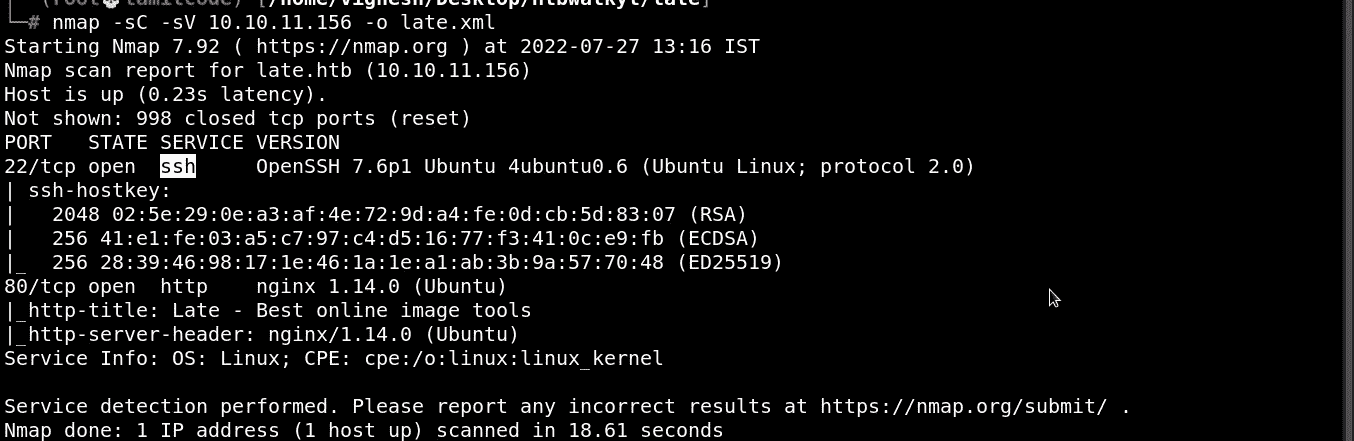 [/home/vighesh/Desktop/htbwalkyt/late]
└─# nmap -sC -sV 10.10.11.156 -o late.xml
Starting Nmap 7.92 ( https://nmap.org ) at 2022-07-27 13:16 IST
Nmap scan report for late.htb (10.10.11.156)
Host is up (0.23s latency).
Not shown: 998 closed tcp ports (reset)
PORT   STATE SERVICE VERSION
22/tcp open  ssh     OpenSSH 7.6p1 Ubuntu 4ubuntu0.6 (Ubuntu Linux; protocol 2.0)
| ssh-hostkey:
|   2048 02:5e:29:0e:a3:af:4e:72:9d:a4:fe:0d:cb:5d:83:07 (RSA)
|   256 41:e1:fe:03:a5:c7:97:c4:d5:16:77:f3:41:0c:e9:fb (ECDSA)
|_  256 28:39:46:98:17:1e:46:1a:1e:a1:ab:3b:9a:57:70:48 (ED25519)
80/tcp open  http    nginx 1.14.0 (Ubuntu)
|_http-title: Late - Best online image tools
|_http-server-header: nginx/1.14.0 (Ubuntu)
Service Info: OS: Linux; CPE: cpe:/o:linux:linux_kernel
Service detection performed. Please report any incorrect results at https://nmap.org/submit/ .
Nmap done: 1 IP address (1 host up) scanned in 18.61 seconds